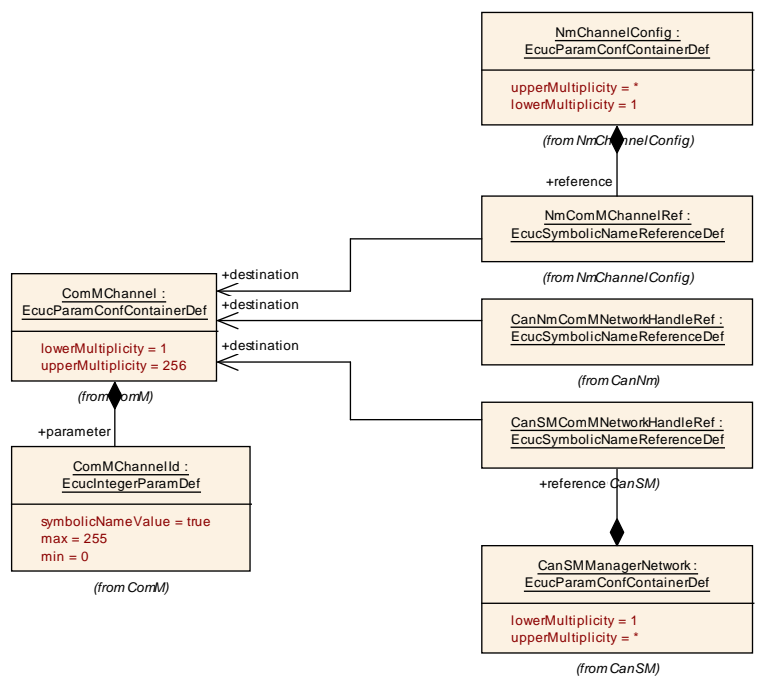 NmChannelConfig :
EcucParamConfContainerDef
upperMultiplicity = *
lowerMultiplicity = 1
(from NmChannelConfig)
+reference
NmComMChannelRef :
EcucSymbolicNameReferenceDef
(from NmChannelConfig)
+destination
ComMChannel :
EcucParamConfContainerDef
lowerMultiplicity = 1
upperMultiplicity = 256
(from ComM)
+destination
CanNmComMNetworkHandleRef :
EcucSymbolicNameReferenceDef
(from CanNm)
+destination
CanSMComMNetworkHandleRef :
EcucSymbolicNameReferenceDef
+reference CanSM)
+parameter
ComMChannelId :
EcucIntegerParamDef
symbolicNameValue = true
max = 255
min = 0
(from ComM)
CanSMManagerNetwork :
EcucParamConfContainerDef
lowerMultiplicity = 1
upperMultiplicity = *
(from CanSM)